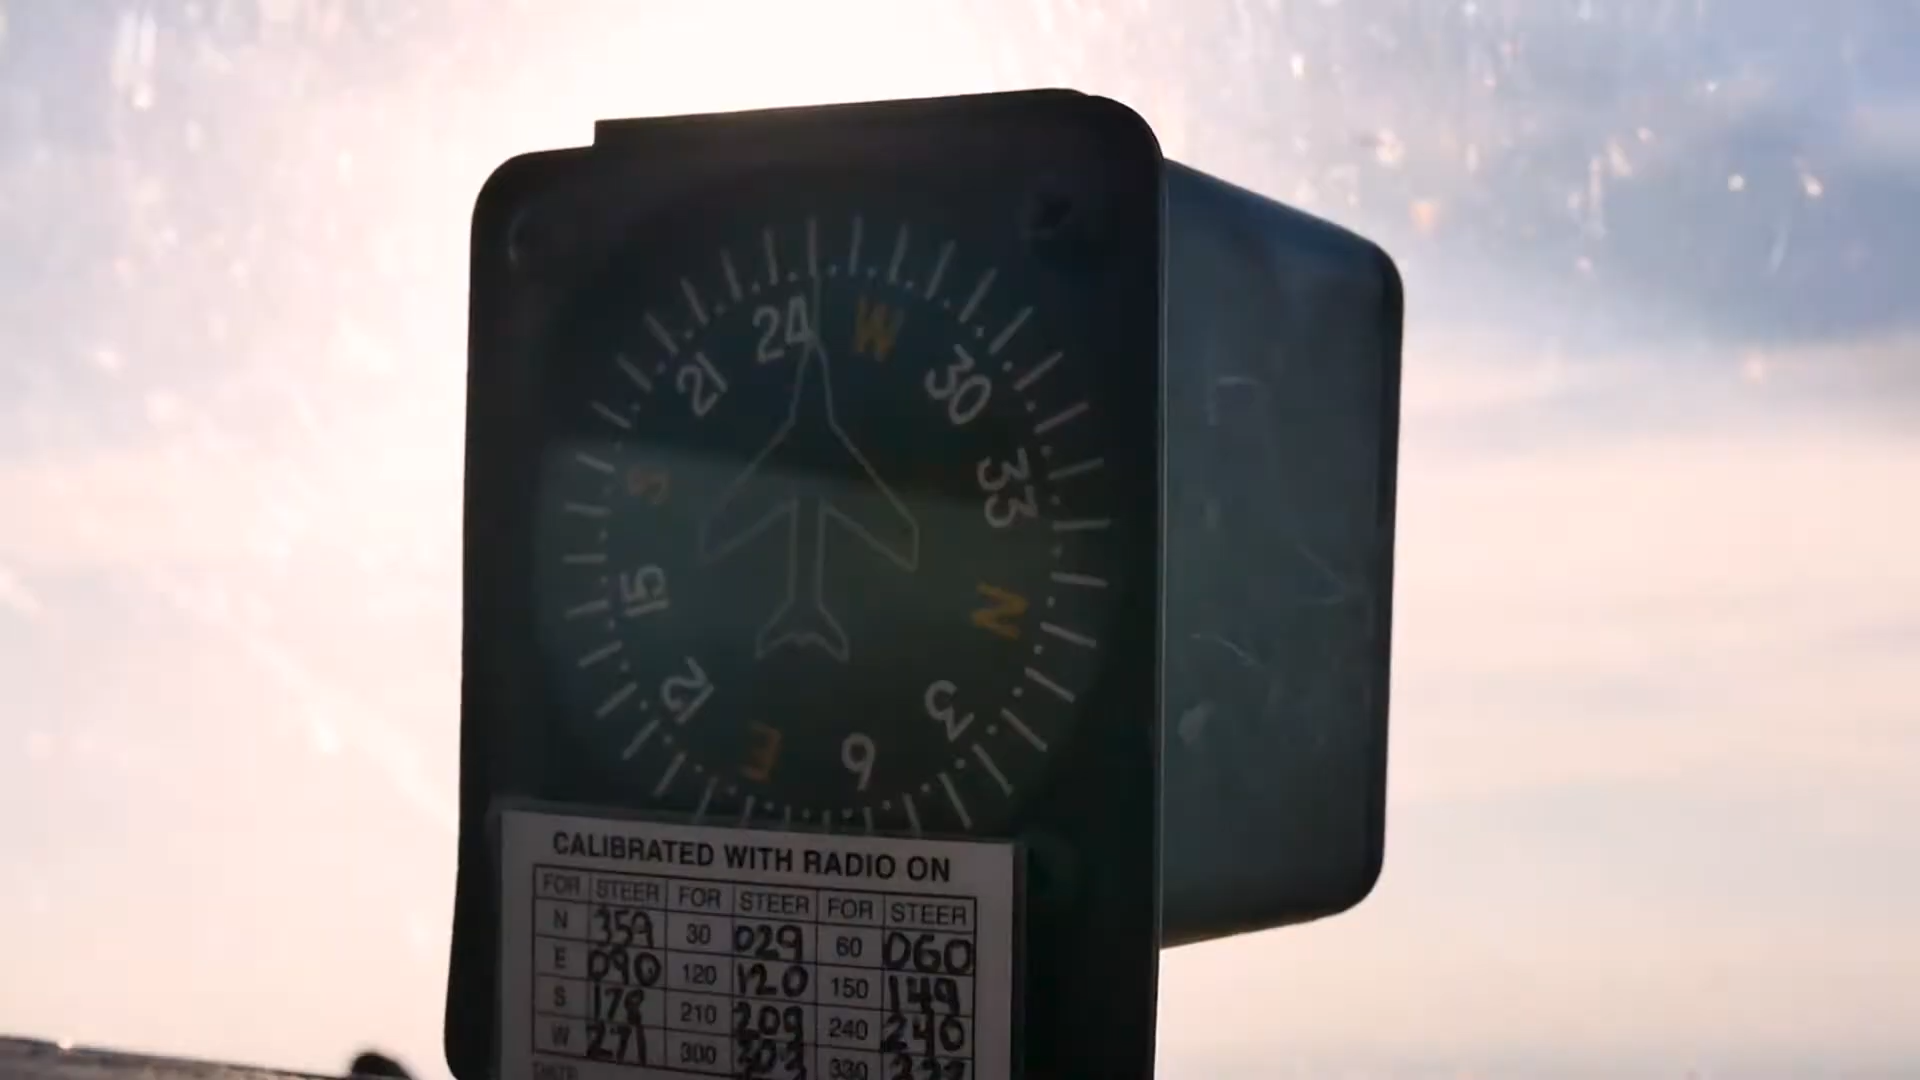 24 W
21 30
S 33
15 N
12 3
E 6
CALIBRATED WITH RADIO ON
FOR STEER FOR STEER FOR STEER
N 359 30 029 60 060
E 090 120 120 150 149
S 178 210 209 240 240
W 271 300 303 330